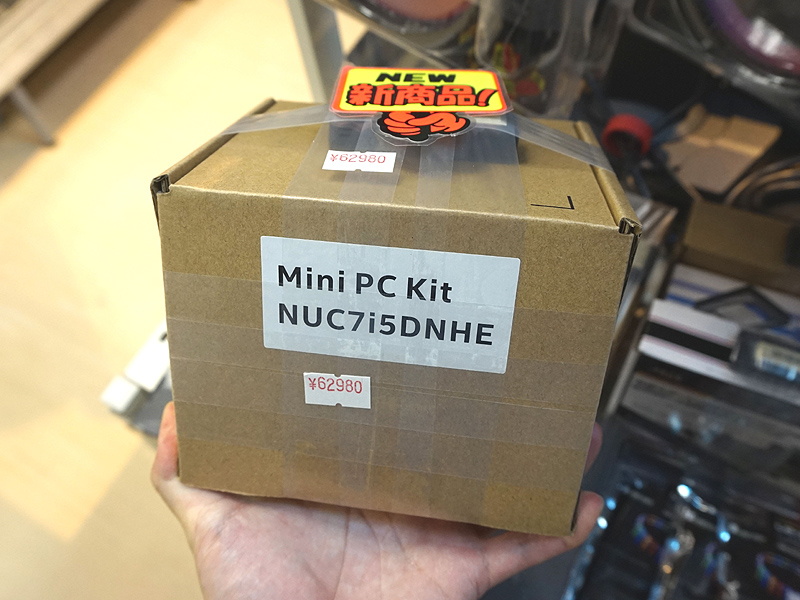 NEW
新商品!
¥62980
Mini PC Kit
NUC7i5DNHE
¥62980